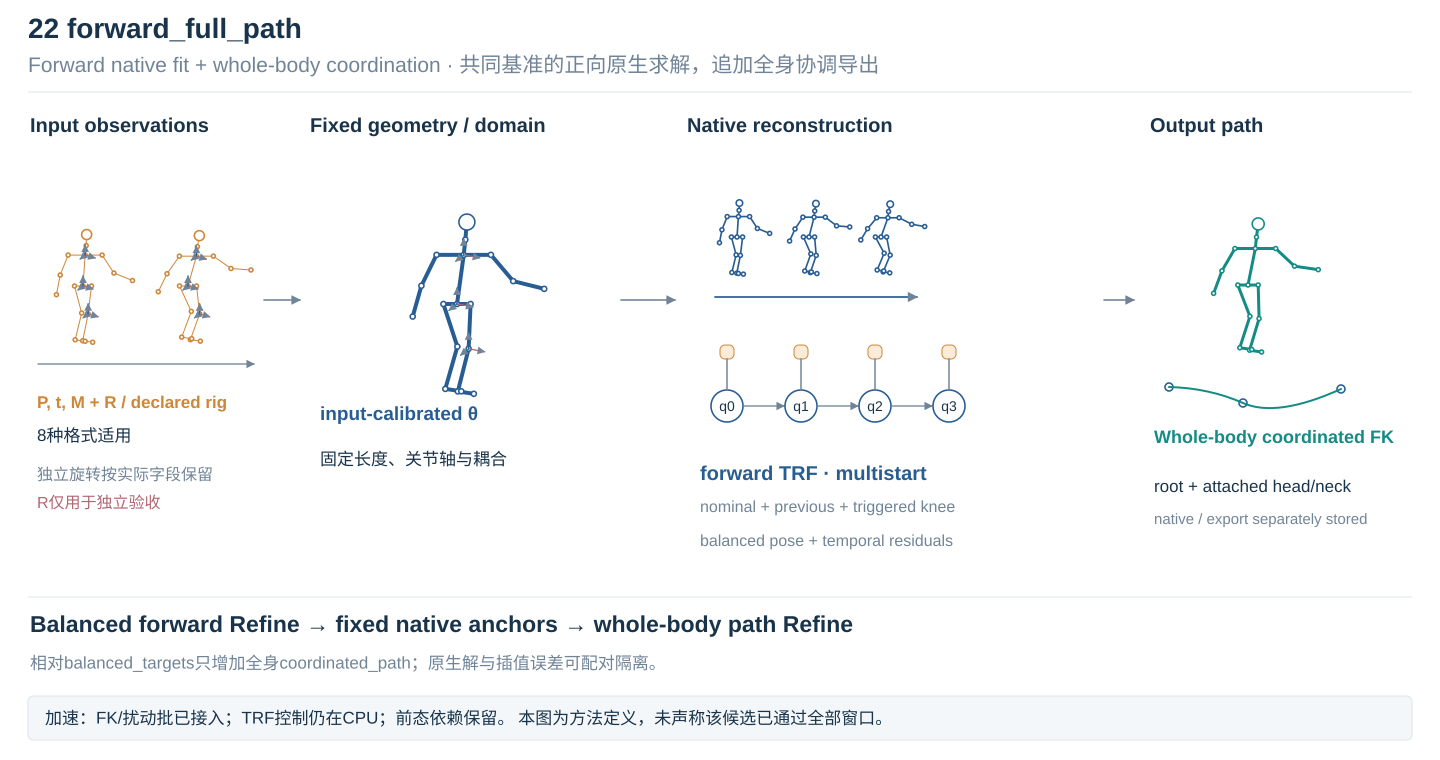 22 forward_full_path
Forward native fit + whole-body coordination · 共同基准的正向原生求解，追加全身协调导出
Input observations
Fixed geometry / domain
Native reconstruction
Output path
P, t, M + R / declared rig
8种格式适用
独立旋转按实际字段保留
R仅用于独立验收
input-calibrated θ
固定长度、关节轴与耦合
q0 q1 q2 q3
forward TRF · multistart
nominal + previous + triggered knee
balanced pose + temporal residuals
Whole-body coordinated FK
root + attached head/neck
native / export separately stored
Balanced forward Refine → fixed native anchors → whole-body path Refine
相对balanced_targets只增加全身coordinated_path；原生解与插值误差可配对隔离。
加速：FK/扰动批已接入；TRF控制仍在CPU；前态依赖保留。 本图为方法定义，未声称该候选已通过全部窗口。